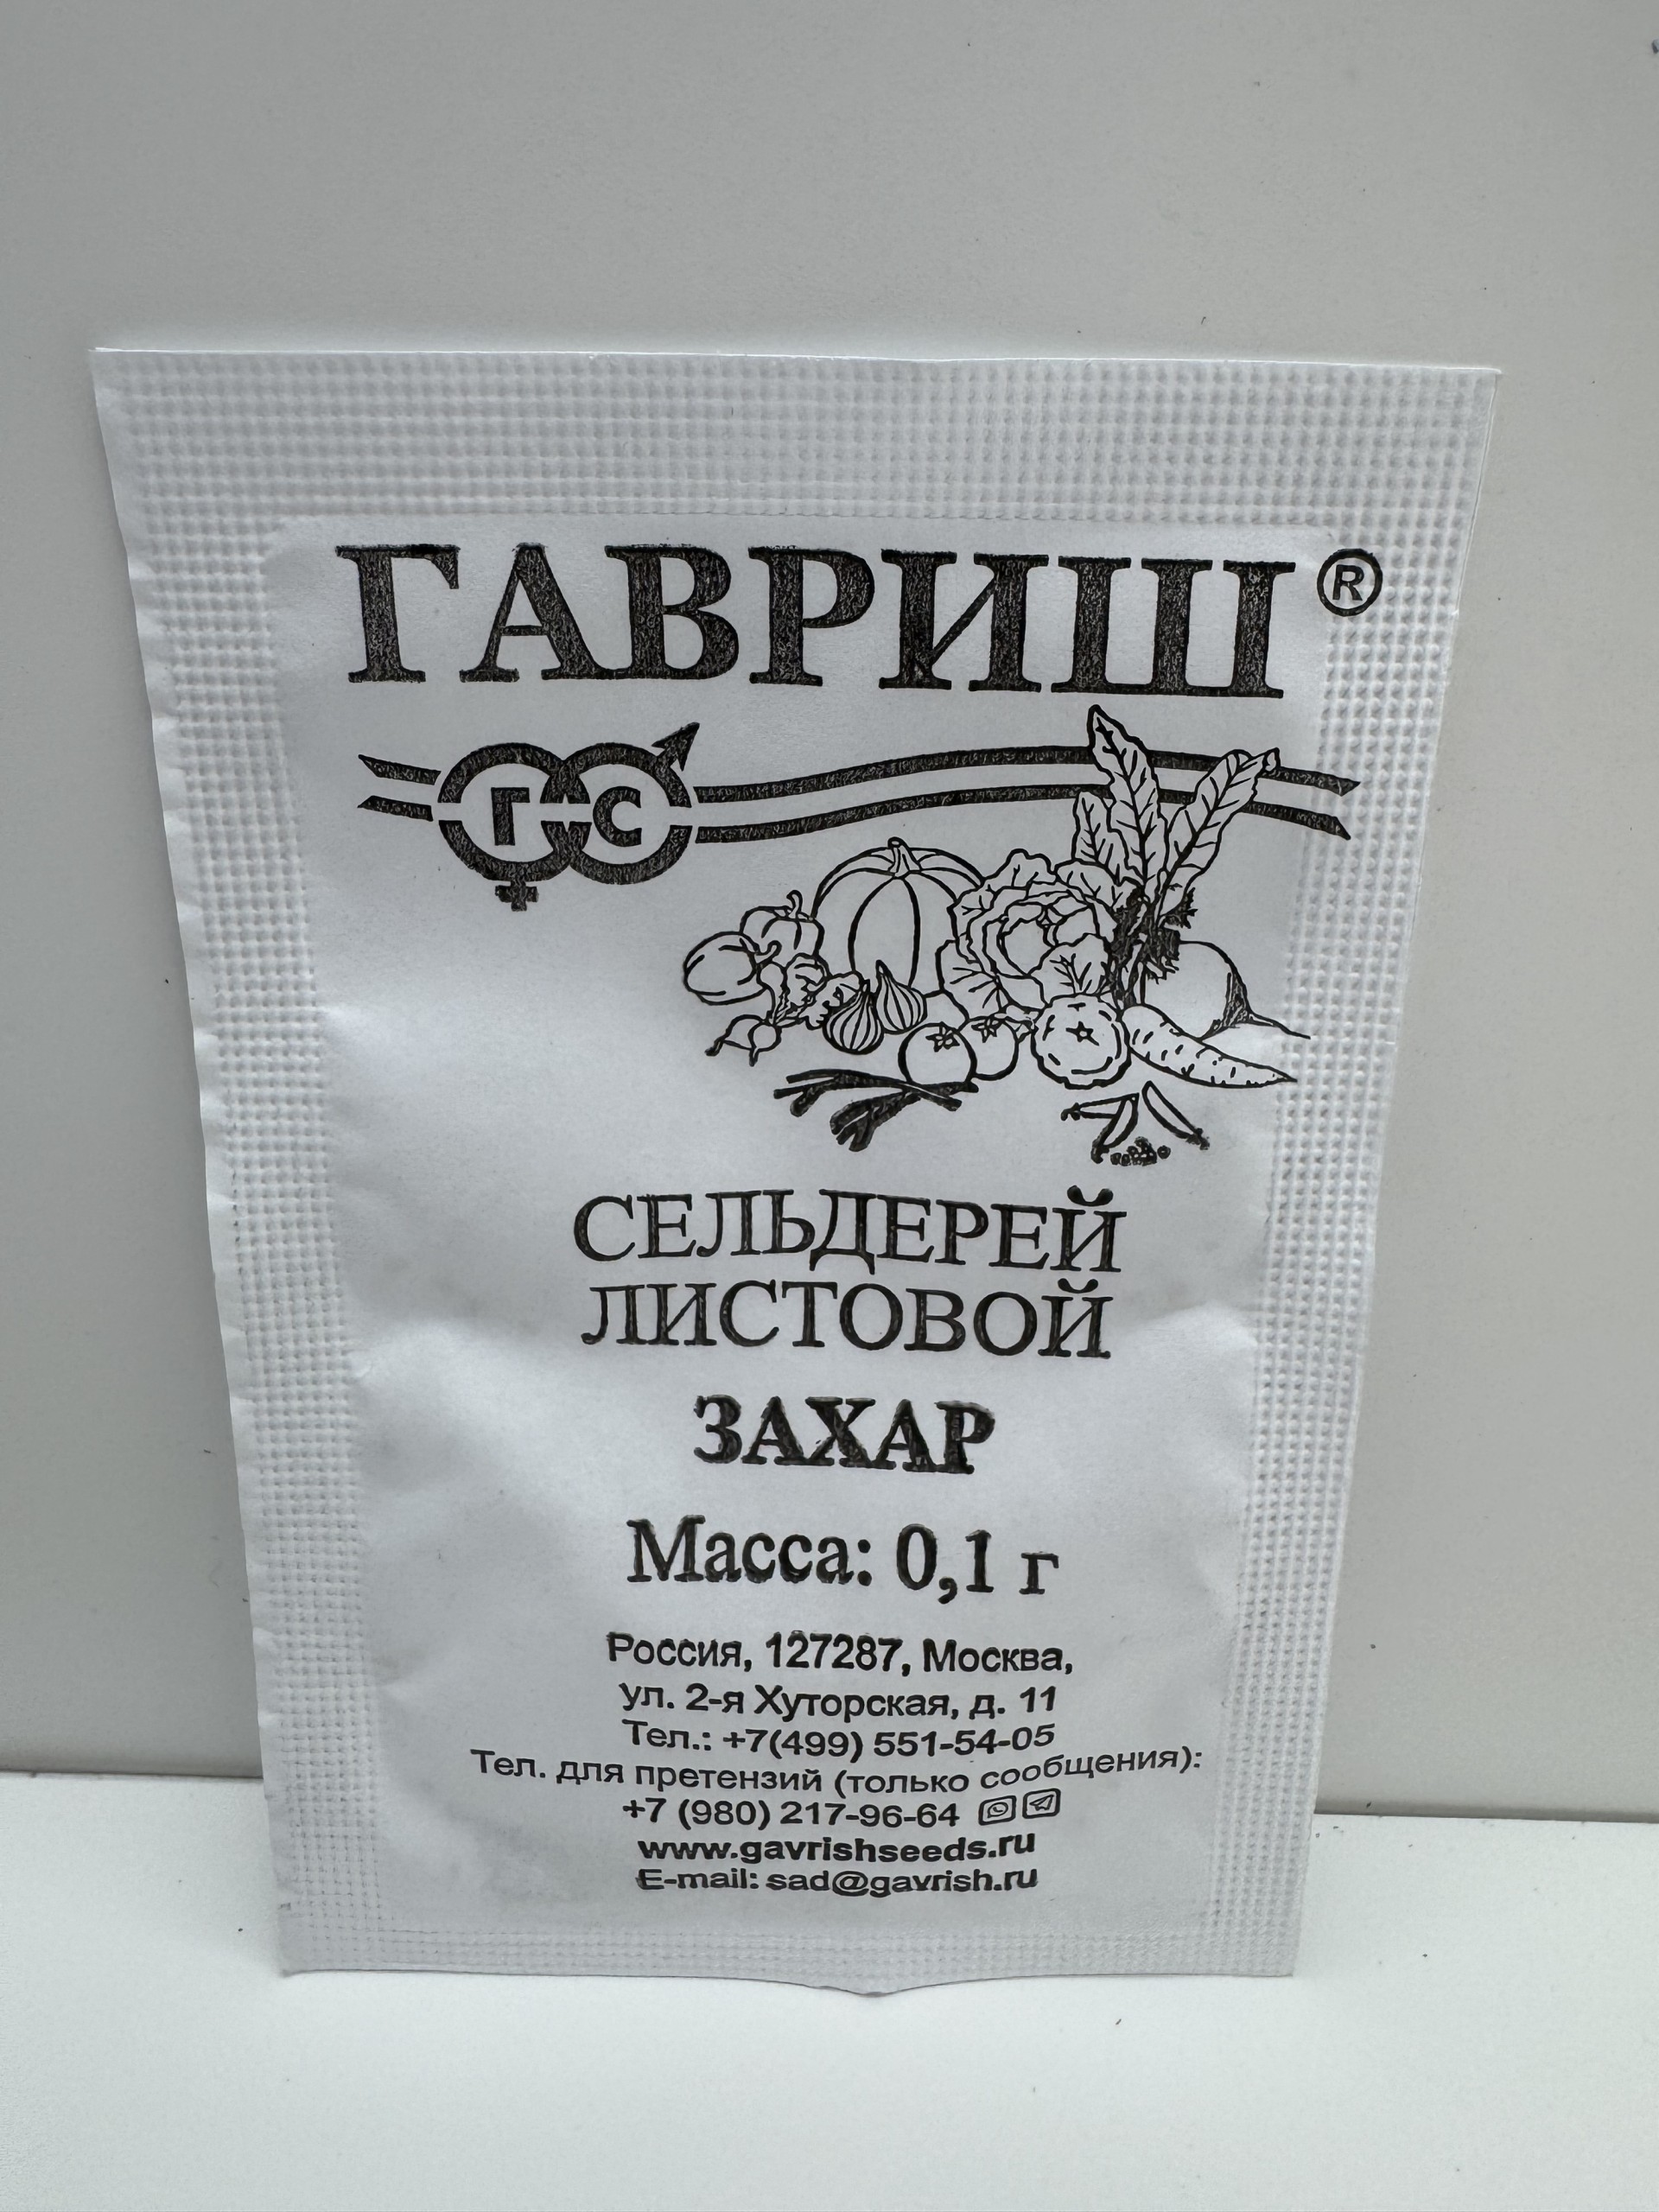 ГАВРИШ®
Г С
СЕЛЬДЕРЕЙ
ЛИСТОВОЙ
ЗАХАР
Масса: 0,1 г
Россия, 127287, Москва,
ул. 2-я Хуторская, д. 11
Тел.: +7(499) 551-54-05
Тел. для претензий (только сообщения):
+7 (980) 217-96-64
www.gavrishseeds.ru
E-mail: sad@gavrish.ru